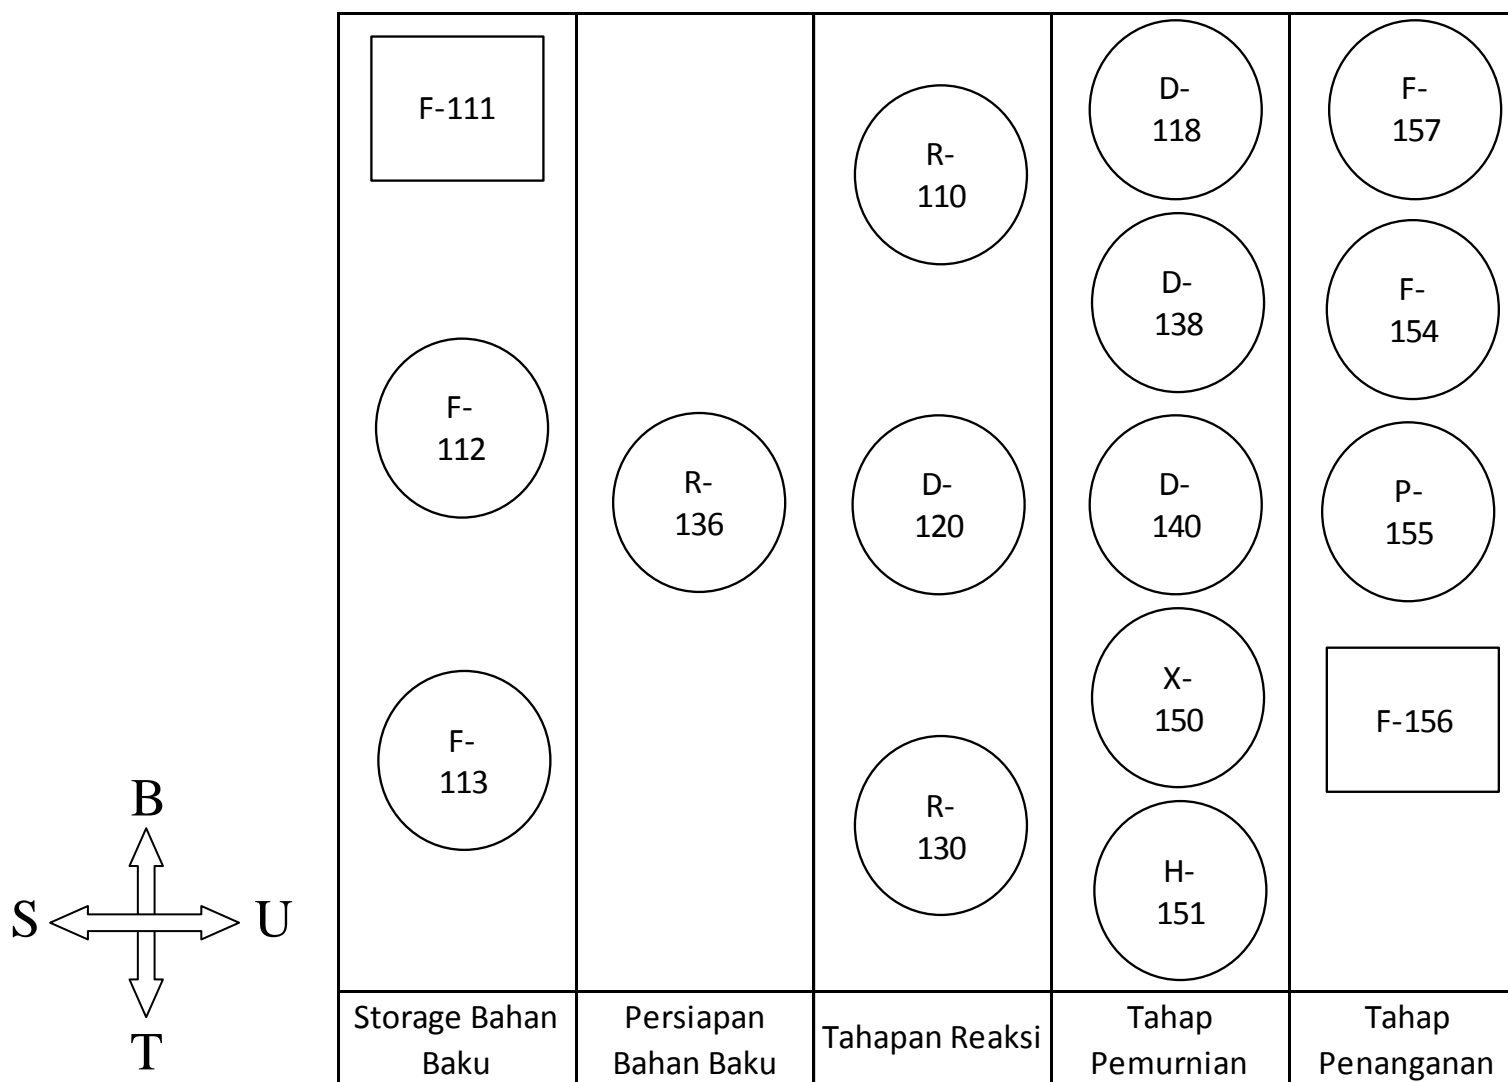 F-111
F-
112
F-
113
R-
136
R-
110
D-
120
R-
130
D-
118
D-
138
D-
140
X-
150
H-
151
F-
157
F-
154
P-
155
F-156
B
S
U
T
Storage Bahan
Baku
Persiapan
Bahan Baku
Tahapan Reaksi
Tahap
Pemurnian
Tahap
Penanganan